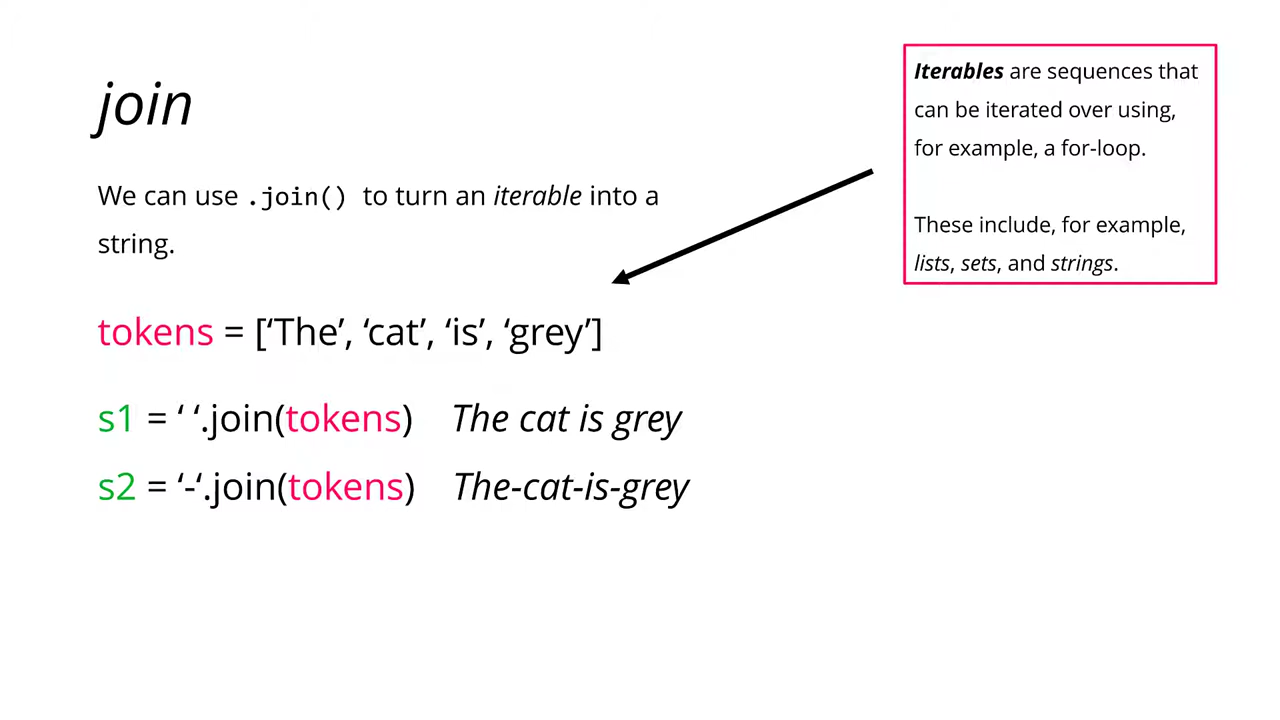 join
We can use .join() to turn an iterable into a
string.
tokens = [‘The’, ‘cat’, ‘is’, ‘grey’]
s1 = ‘ ‘.join(tokens) The cat is grey
s2 = ‘-‘.join(tokens) The-cat-is-grey
Iterables are sequences that
can be iterated over using,
for example, a for-loop.
These include, for example,
lists, sets, and strings.